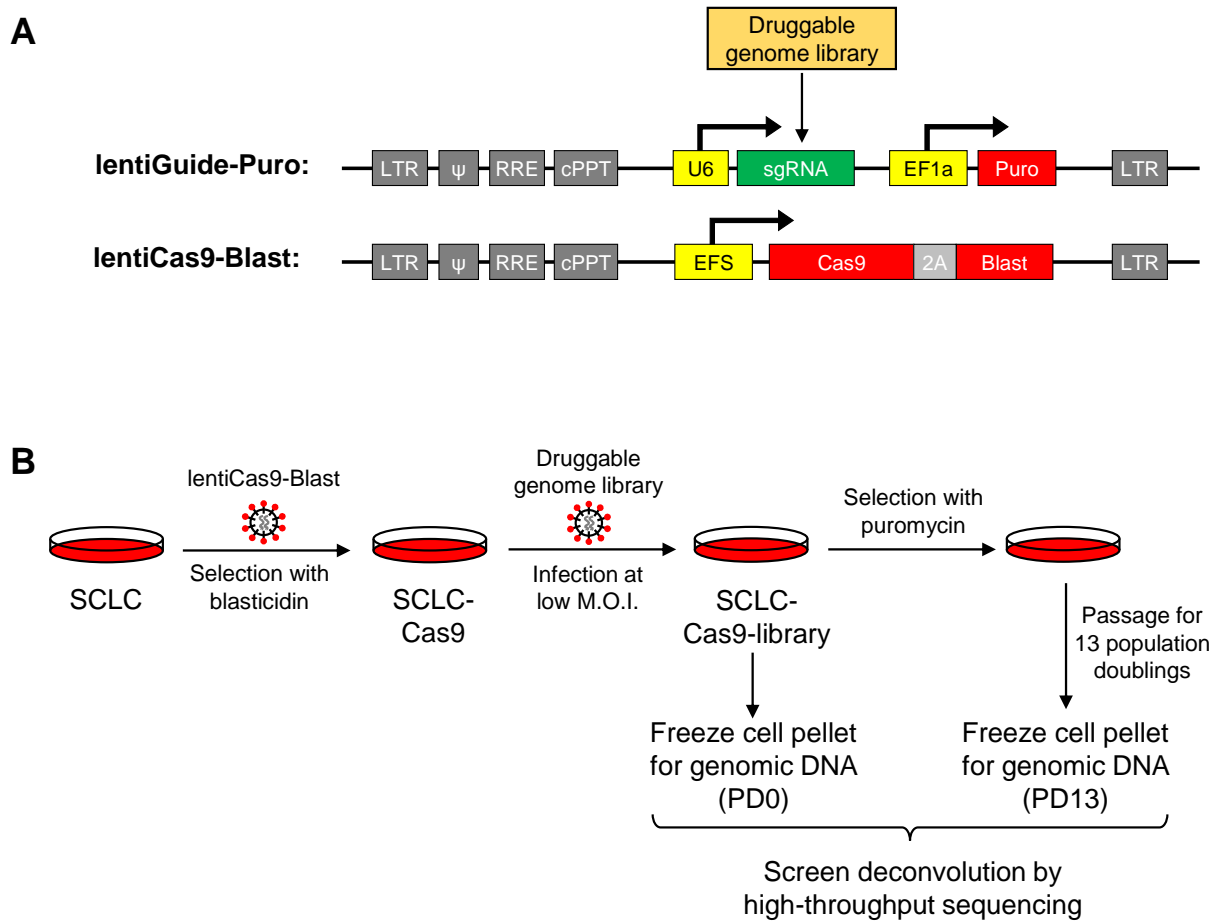 A
Druggable
genome library
lentiGuide-Puro:
LTR ψ RRE cPPT U6 sgRNA EF1a Puro LTR
lentiCas9-Blast:
LTR ψ RRE cPPT EFS Cas9 2A Blast LTR
B
lentiCas9-Blast
Selection with
blasticidin
Druggable
genome library
Infection at
low M.O.I.
Selection with
puromycin
SCLC
SCLC-
Cas9
SCLC-
Cas9-library
Passage for
13 population
doublings
Freeze cell pellet
for genomic DNA
(PD0)
Freeze cell pellet
for genomic DNA
(PD13)
Screen deconvolution by
high-throughput sequencing